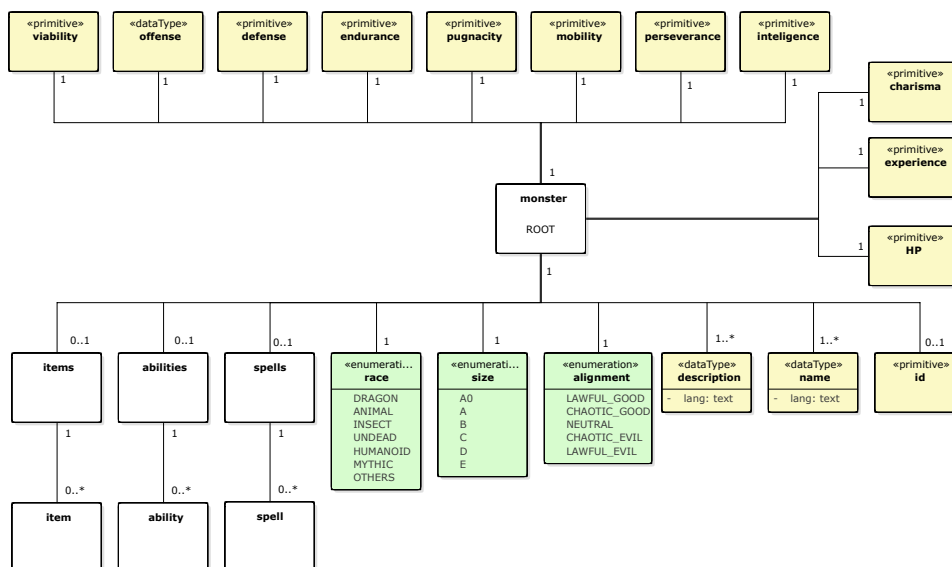 «primitive»
viability
«dataType»
offense
«primitive»
defense
«primitive»
endurance
«primitive»
pugnacity
«primitive»
mobility
«primitive»
perseverance
«primitive»
inteligence
1
1
1
1
1
1
1
1
«primitive»
charisma
1
«primitive»
experience
1
«primitive»
HP
1
1
monster
ROOT
1
0..1
0..1
0..1
1
1
1
1..*
1..*
0..1
items
abilities
spells
«enumerati...
race
DRAGON
ANIMAL
INSECT
UNDEAD
HUMANOID
MYTHIC
OTHERS
«enumerati...
size
A0
A
B
C
D
E
«enumeration»
alignment
LAWFUL_GOOD
CHAOTIC_GOOD
NEUTRAL
CHAOTIC_EVIL
LAWFUL_EVIL
«dataType»
description
- lang: text
«dataType»
name
- lang: text
«primitive»
id
1
1
1
0..*
0..*
0..*
item
ability
spell